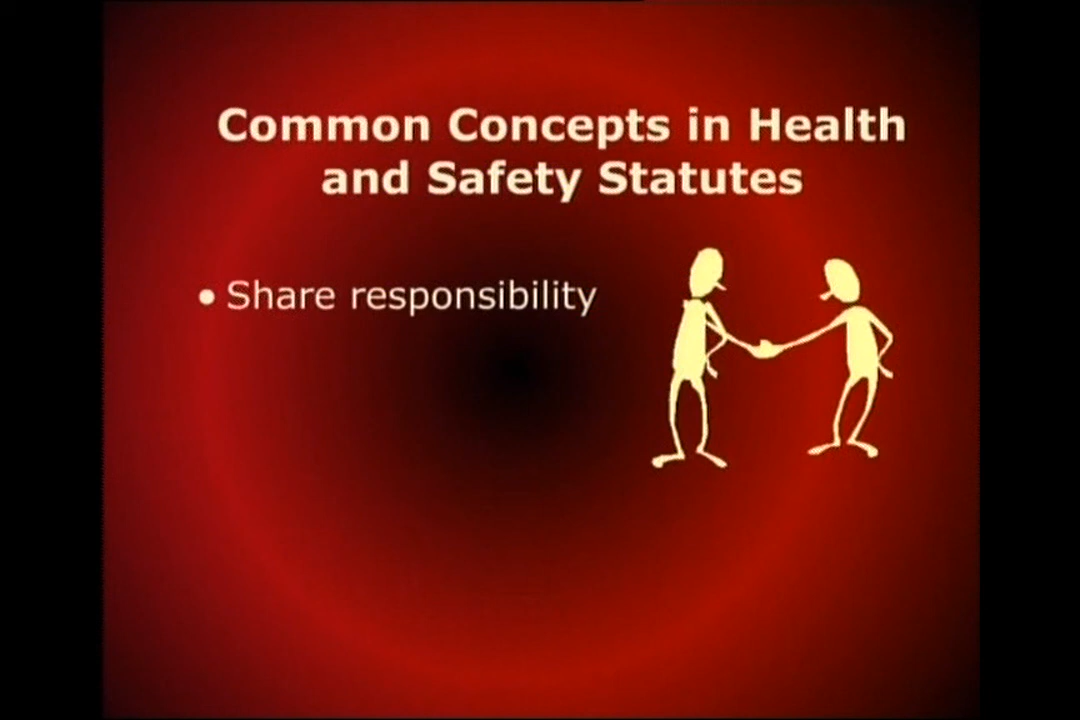 Common Concepts in Health
and Safety Statutes
• Share responsibility